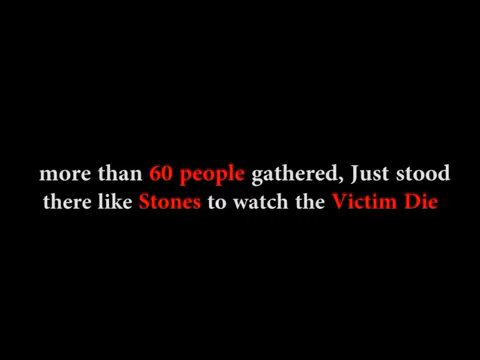 more than 60 people gathered, Just stood
there like Stones to watch the Victim Die